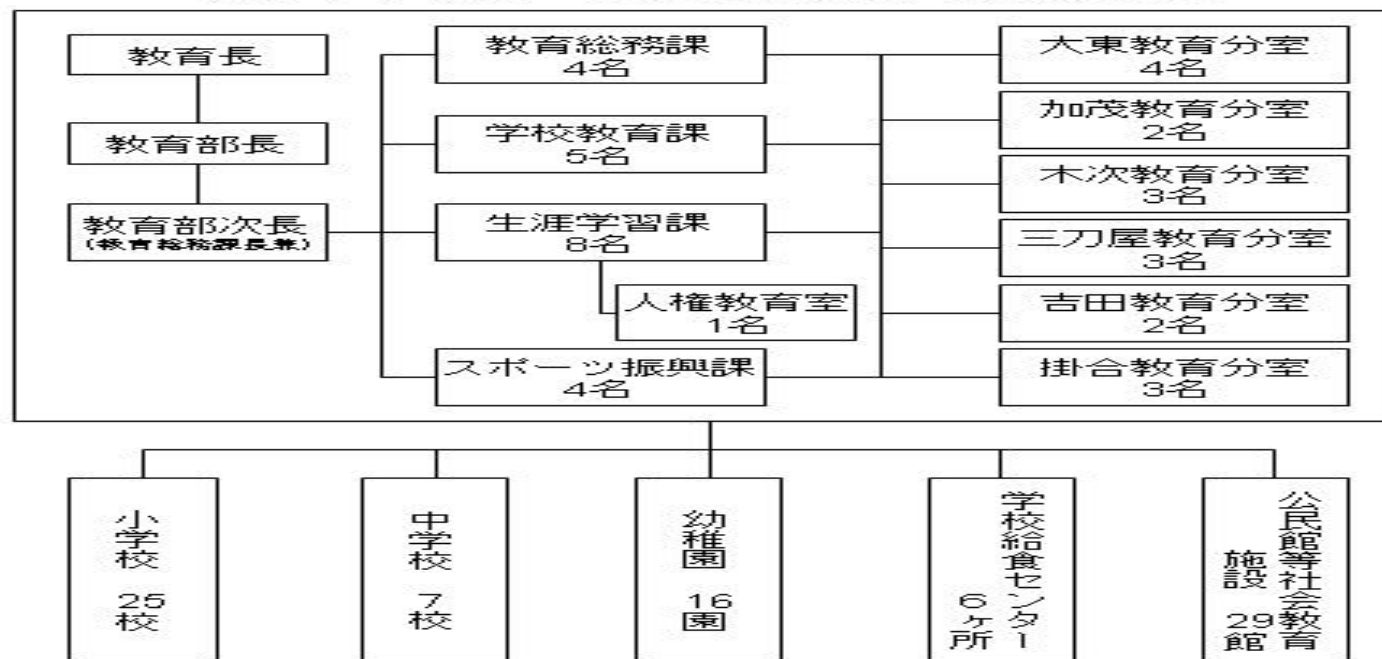 教育長
教育部長
教育部次長
(教育総務課長兼)
教育総務課
4名
学校教育課
5名
生涯学習課
8名
人権教育室
1名
スポーツ振興課
4名
大東教育分室
4名
加茂教育分室
2名
木次教育分室
3名
三刀屋教育分室
3名
吉田教育分室
2名
掛合教育分室
3名
小学校 25校
中学校 7校
幼稚園 16園
学校給食センター
6ヶ所
公民館等社会教育
施設 29館